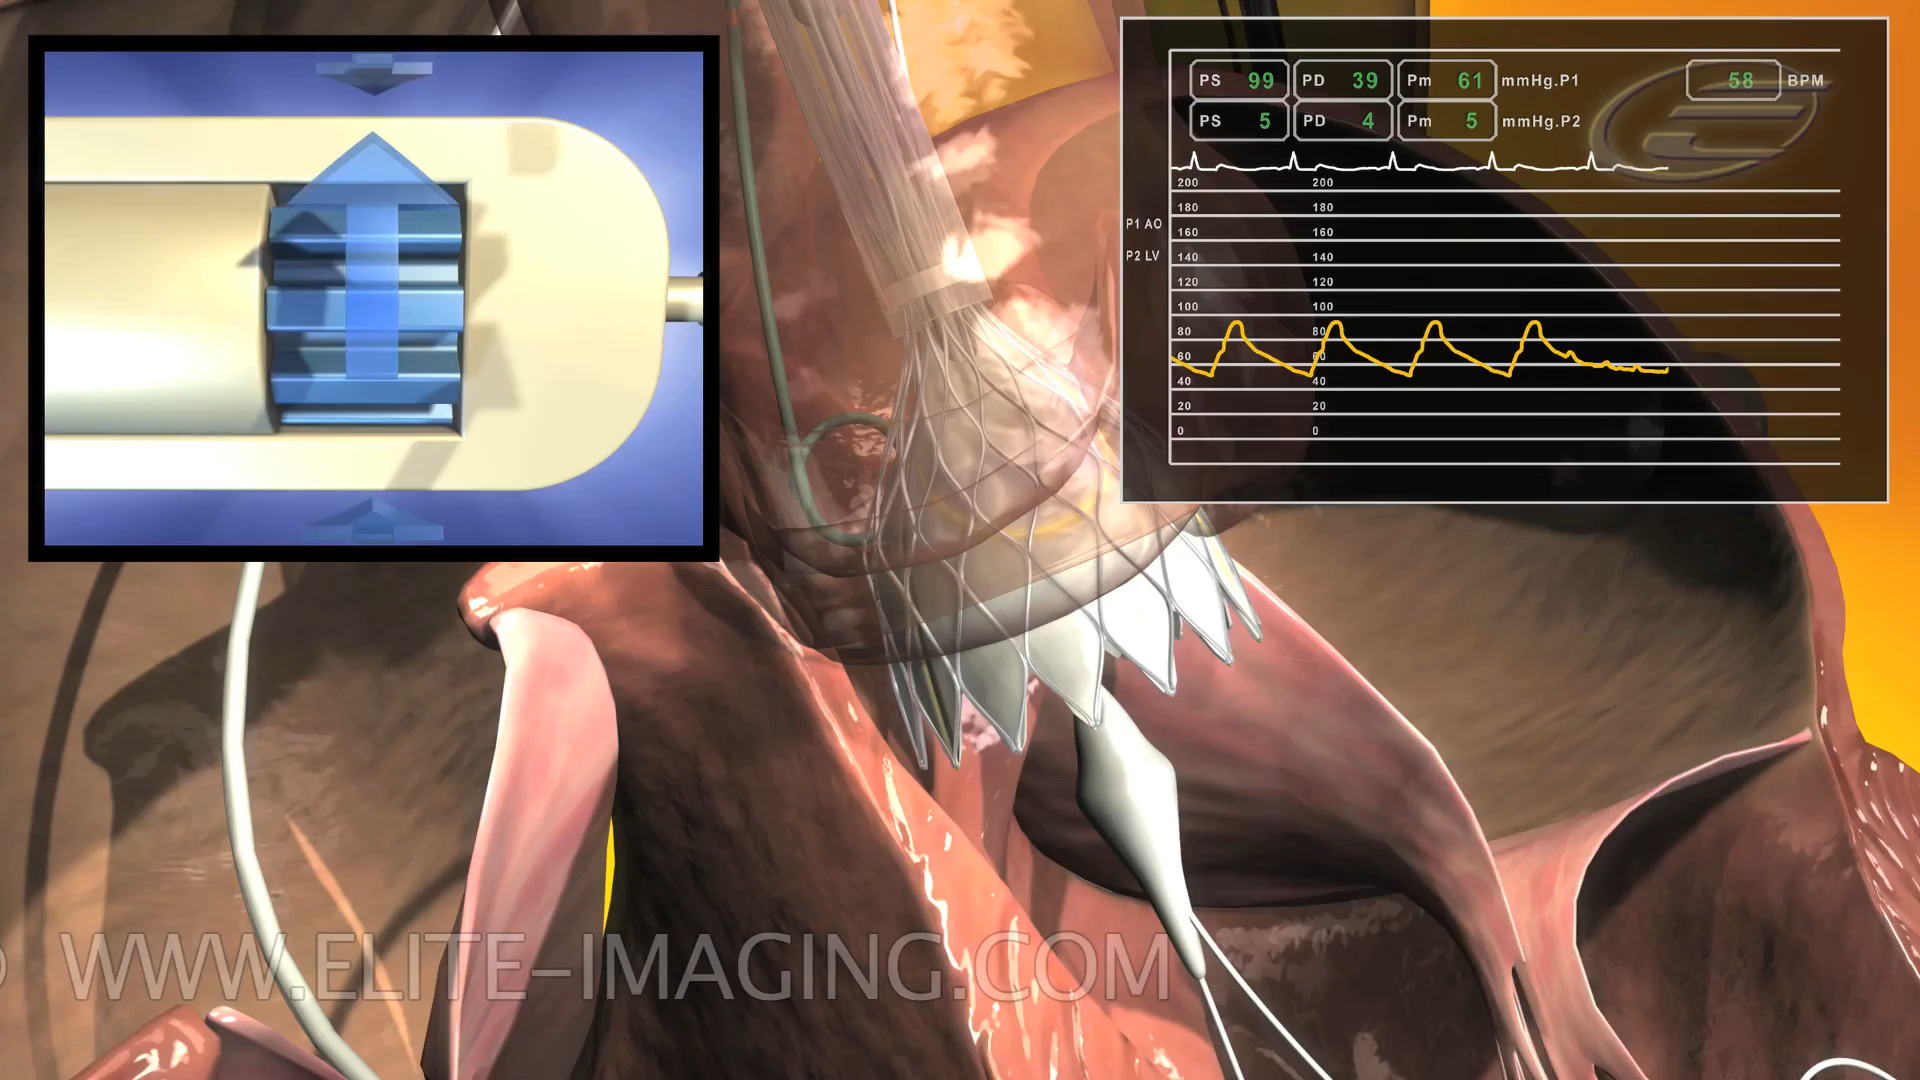 PS 99 PD 39 Pm 61 mmHg.P1 58 BPM
PS 5 PD 4 Pm 5 mmHg.P2
200 200
180 180
P1 AO
160 160
P2 LV
140 140
120 120
100 100
80 80
60 60
40 40
20 20
0 0
WWW.ELITE-IMAGING.COM